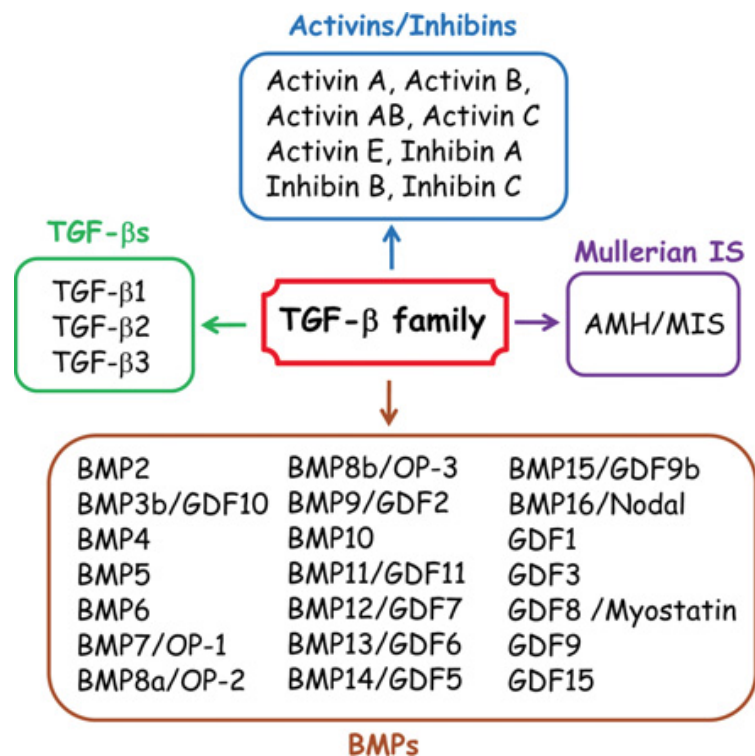 Activins/Inhibins
Activin A, Activin B,
Activin AB, Activin C
Activin E, Inhibin A
Inhibin B, Inhibin C
TGF-βs
TGF-β1
TGF-β2
TGF-β3
TGF-β family
Mullerian IS
AMH/MIS
BMP2
BMP3b/GDF10
BMP4
BMP5
BMP6
BMP7/OP-1
BMP8a/OP-2
BMP8b/OP-3
BMP9/GDF2
BMP10
BMP11/GDF11
BMP12/GDF7
BMP13/GDF6
BMP14/GDF5
BMP15/GDF9b
BMP16/Nodal
GDF1
GDF3
GDF8 /Myostatin
GDF9
GDF15
BMPs